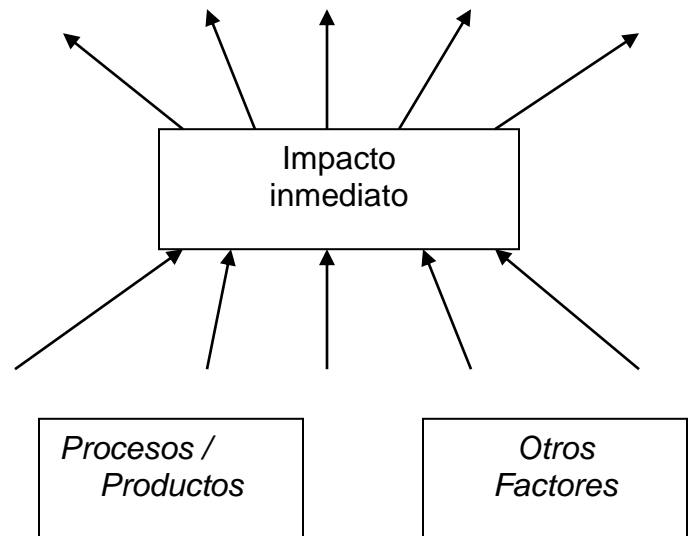 Impacto
inmediato
Procesos /
Productos
Otros
Factores